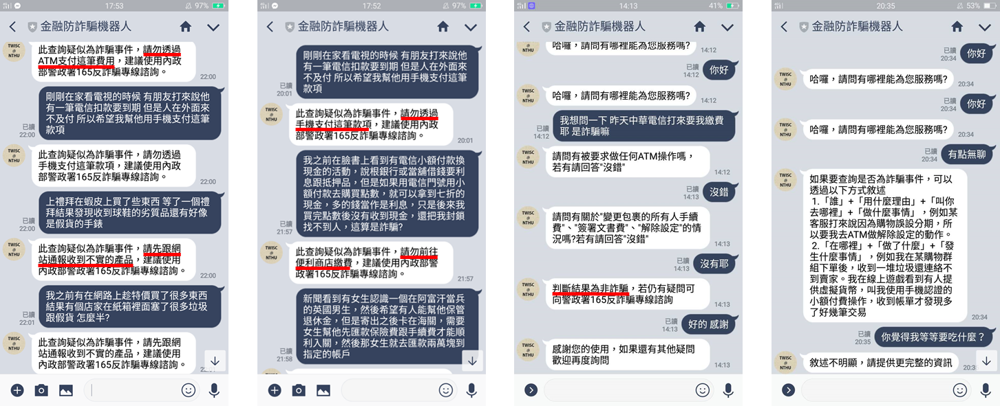 17:53
97%
金融防詐騙機器人
TWISC
@
NTHU
此查詢疑似為詐騙事件，請勿透過
ATM支付這筆費用，建議使用內政
部警政署165反詐騙專線諮詢。
22:00
剛剛在家看電視的時候 有朋友打來說他
有一筆電信扣款要到期 但是人在外面來
不及付 所以希望我幫他用手機支付這筆
款項
已讀
22:00
TWISC
@
NTHU
此查詢疑似為詐騙事件，請勿透過
手機支付這筆款項，建議使用內政
部警政署165反詐騙專線諮詢。
22:00
上禮拜在蝦皮上買了些東西 等了一個禮
拜結果發現收到球鞋的劣質品還有好像
是假貨的手錶
已讀
22:00
TWISC
@
NTHU
此查詢疑似為詐騙事件，請先跟網
站通報收到不實的產品，建議使用
內政部警政署165反詐騙專線諮詢。
22:00
我之前有在網路上趁特價買了很多東西
結果有個店家在紙箱裡面塞了很多垃圾
跟假貨 怎麼半?
已讀
22:01
TWISC
@
NTHU
此查詢疑似為詐騙事件，請先跟網
站通報收到不實的產品，建議使用
內政部警政署165反詐騙專線諮詢。
17:52
97%
金融防詐騙機器人
剛剛在家看電視的時候 有朋友打來說他
有一筆電信扣款要到期 但是人在外面來
不及付 所以希望我幫他用手機支付這筆
款項
已讀
20:01
TWISC
@
NTHU
此查詢疑似為詐騙事件，請勿透過
手機支付這筆款項，建議使用內政
部警政署165反詐騙專線諮詢。
20:01
我之前在臉書上看到有電信小額付款換
現金的活動，說根銀行或當舖借錢要利
息跟抵押品，但是如果用電信門號用小
額付款去購買點數，就可以拿到七折的
現金，多的錢當作是利息，只是後來我
買完點數後沒有收到現金，還把我封鎖
找不到人，這算是詐騙?
已讀
21:57
TWISC
@
NTHU
此查詢疑似為詐騙事件，請勿前往
便利商店繳費，建議使用內政部警
政署165反詐騙專線諮詢。
21:57
新聞看到有女生認識一個在阿富汗當兵
的英國男生，然後希望有人能幫他保管
退休金，但是寄出之後卡在海關，需要
女生幫他先匯款保險費跟手續費才能順
利入關，然後那女生就去匯款兩萬塊到
指定的帳戶
已讀
21:58
14:13
41%
金融防詐騙機器人
@
NTHU
哈囉，請問有哪裡能為您服務嗎?
14:12
你好
已讀
14:12
TWISC
@
NTHU
哈囉，請問有哪裡能為您服務嗎?
14:12
我想問一下 昨天中華電信打來要我繳費
耶 是詐騙嘛
已讀
14:12
TWISC
@
NTHU
請問有被要求做任何ATM操作嗎，
若有請回答"沒錯"
14:12
沒錯
已讀
14:13
TWISC
@
NTHU
請問有關於"變更包裹的所有人手續
費"、"簽署文書費"、"解除設定"的情
況嗎?若有請回答"沒錯"
14:13
沒有耶
已讀
14:13
TWISC
@
NTHU
判斷結果為非詐騙，若仍有疑問可
向警政署165反詐騙專線諮詢
14:13
好的 感謝
已讀
14:13
TWISC
@
NTHU
感謝您的使用，如果還有其他疑問
歡迎再度詢問
14:13
20:35
53%
金融防詐騙機器人
你好
已讀
20:34
TWISC
@
NTHU
哈囉，請問有哪裡能為您服務嗎?
20:34
你好
已讀
20:34
TWISC
@
NTHU
哈囉，請問有哪裡能為您服務嗎?
20:34
有點無聊
已讀
20:34
TWISC
@
NTHU
如果要查詢是否為詐騙事件，可以
透過以下方式敘述
1.「誰」+「用什麼理由」+「叫你
去哪裡」+「做什麼事情」，例如某
客服打來說因為購物誤設分期，所
以要我去ATM做解除設定的動作。
2.「在哪裡」+「做了什麼」+「發
生什麼事情」，例如我在某購物群
組下單後，收到一堆垃圾還連絡不
到賣家。我在線上遊戲看到有人提
供虛擬貨幣，叫我使用手機認證的
小額付費操作，收到帳單才發現多
了好幾筆交易
20:34
你覺得我等等要吃什麼？
已讀
20:35
TWISC
@
NTHU
敘述不明顯，請提供更完整的資訊